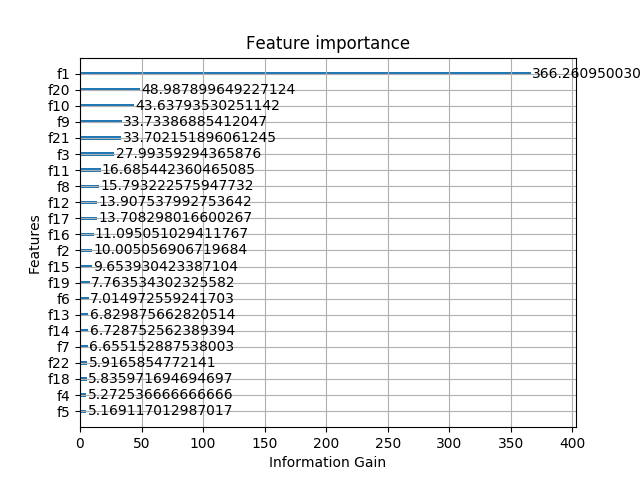 Feature importance
f1 366.260950030
f20 48.987899649227124
f10 43.63793530251142
f9 33.73386885412047
f21 33.702151896061245
f3 27.99359294365876
f11 16.685442360465085
f8 15.793222575947732
f12 13.907537992753642
f17 13.708298016600267
f16 11.095051029411767
f2 10.005056906719684
f15 9.653930423387104
f19 7.763534302325582
f6 7.014972559241703
f13 6.829875662820514
f14 6.728752562389394
f7 6.655152887538003
f22 5.9165854772141
f18 5.835971694694697
f4 5.272536666666666
f5 5.169117012987017
Features
0 50 100 150 200 250 300 350 400
Information Gain